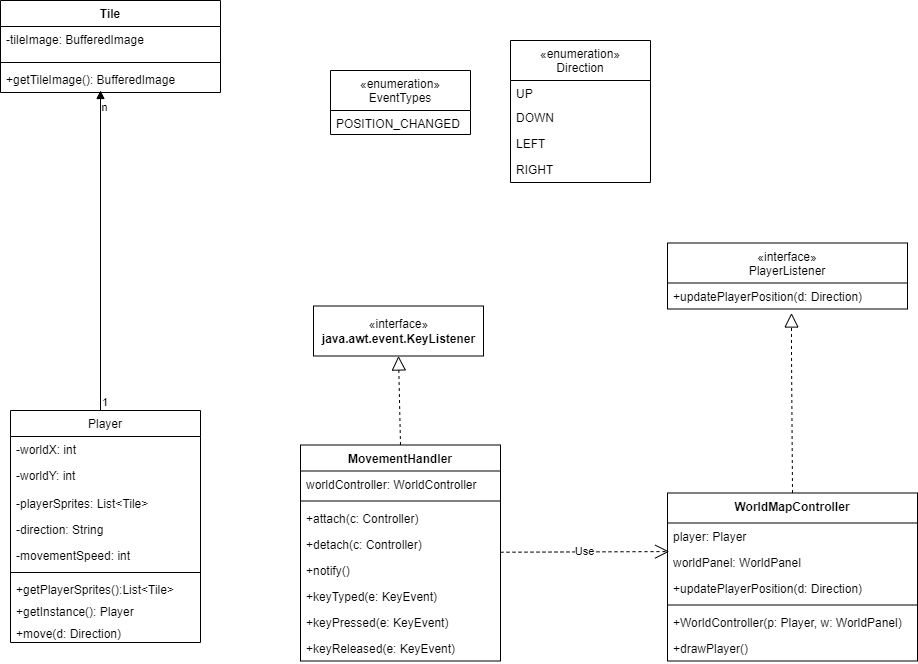 Tile
-tileImage: BufferedImage
+getTileImage(): BufferedImage
n
1
«enumeration»
EventTypes
POSITION_CHANGED
«enumeration»
Direction
UP
DOWN
LEFT
RIGHT
«interface»
PlayerListener
+updatePlayerPosition(d: Direction)
«interface»
java.awt.event.KeyListener
Player
-worldX: int
-worldY: int
-playerSprites: List<Tile>
-direction: String
-movementSpeed: int
+getPlayerSprites():List<Tile>
+getInstance(): Player
+move(d: Direction)
MovementHandler
worldController: WorldController
+attach(c: Controller)
+detach(c: Controller)
+notify()
+keyTyped(e: KeyEvent)
+keyPressed(e: KeyEvent)
+keyReleased(e: KeyEvent)
Use
WorldMapController
player: Player
worldPanel: WorldPanel
+updatePlayerPosition(d: Direction)
+WorldController(p: Player, w: WorldPanel)
+drawPlayer()